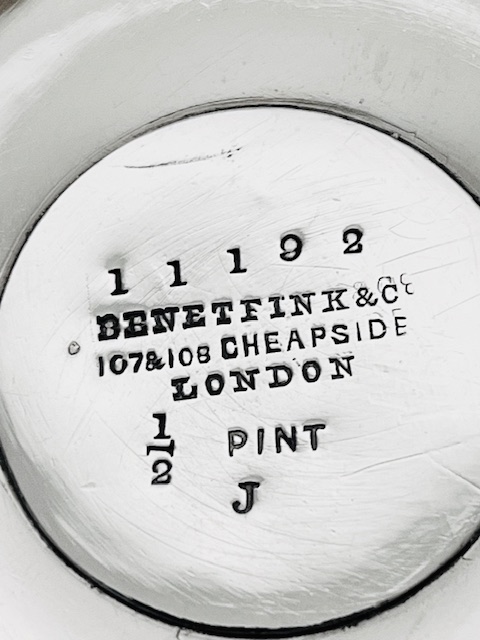 11192
BENETFINK & Co
107 & 108 CHEAPSIDE
LONDON
1/2 PINT
J